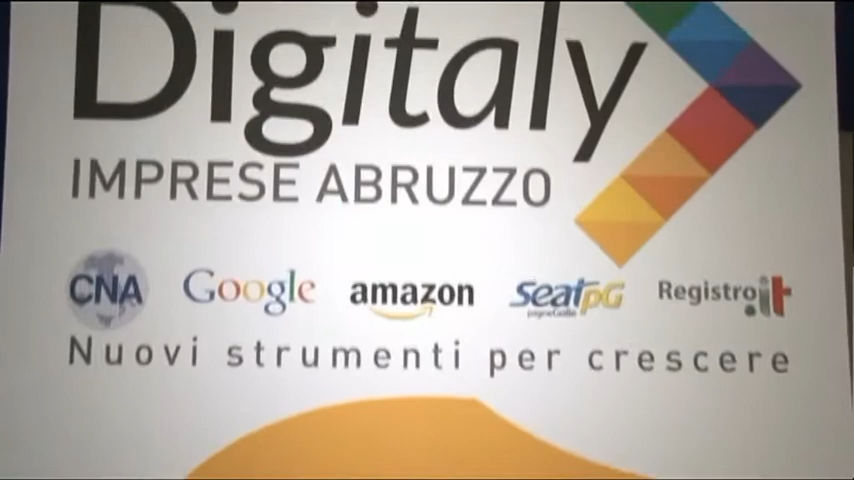 Digitaly
IMPRESE ABRUZZO
CNA Google amazon SeatPG Registro.it
Nuovi strumenti per crescere